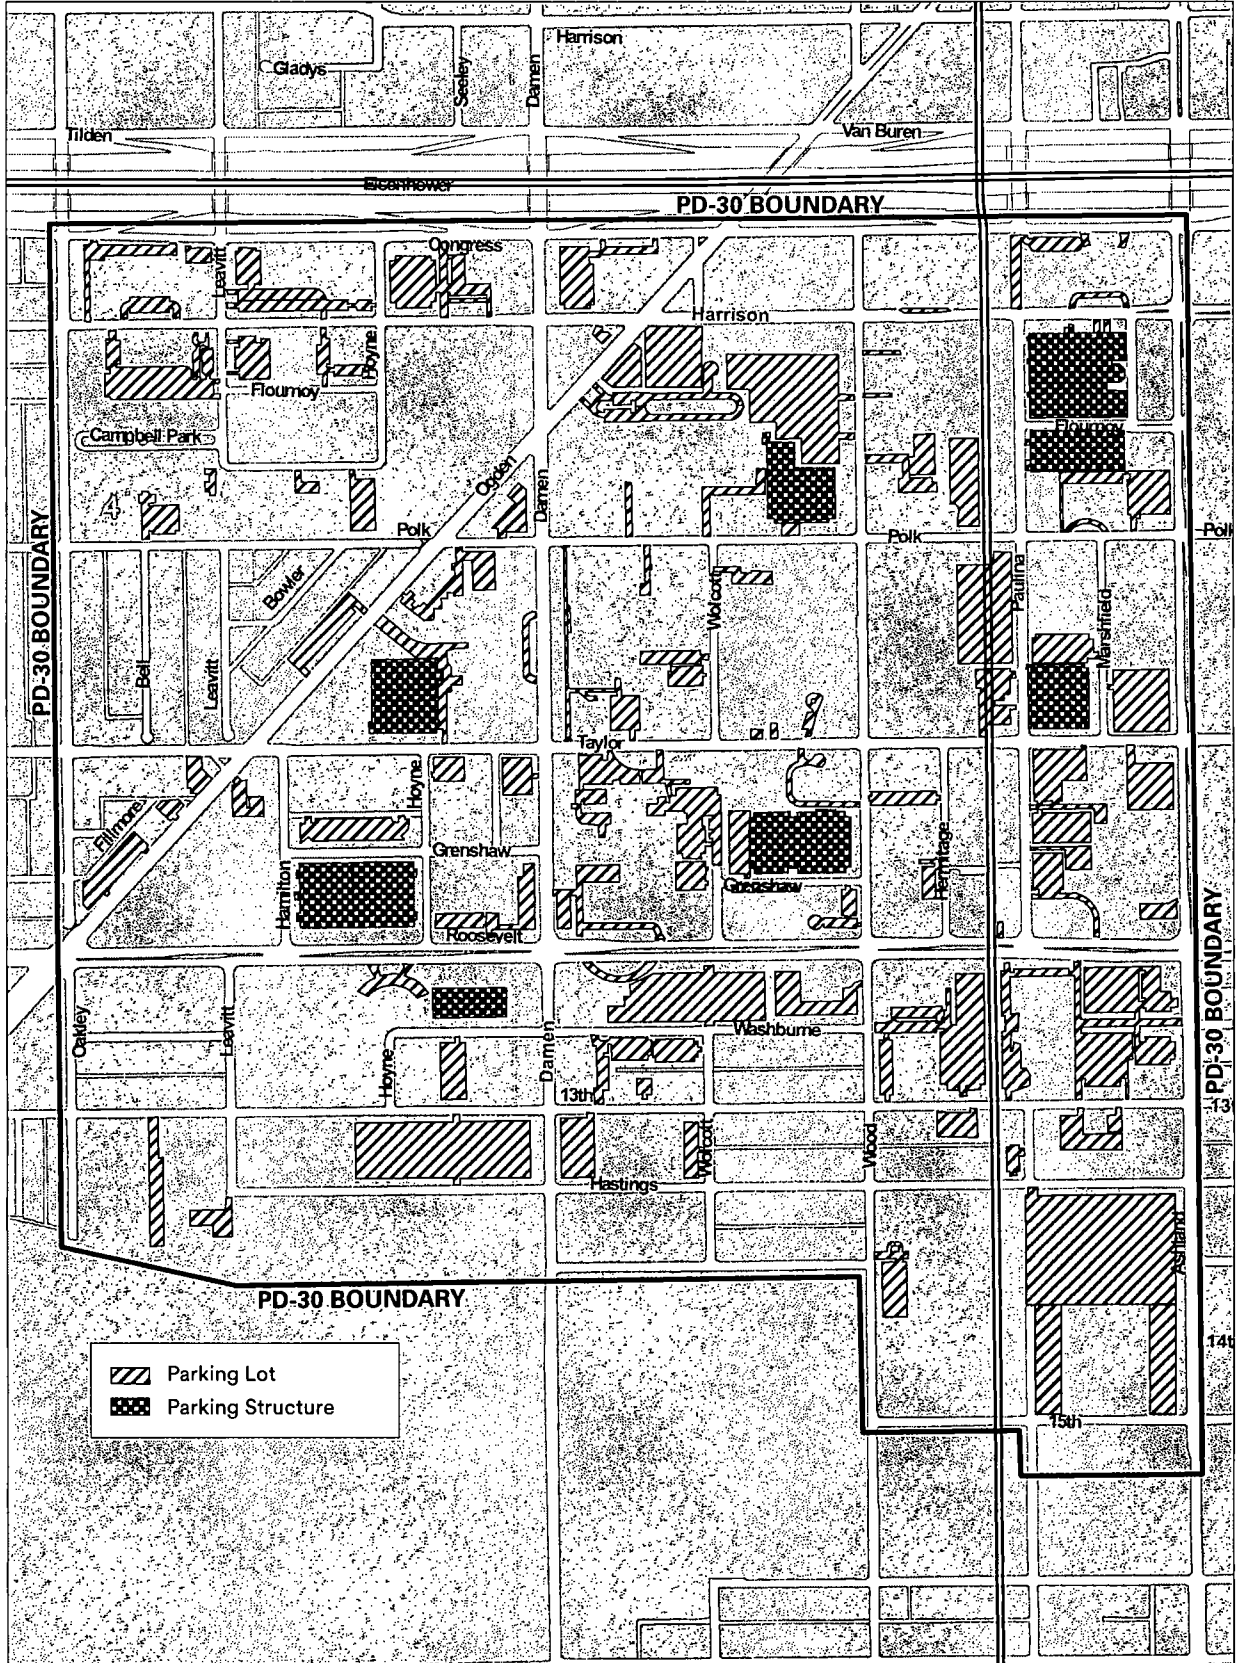 Harrison
Gladys
Seeley
Damen
Tilden
Van Buren
Eisenhower
PD-30 BOUNDARY
Congress
Leavitt
Harrison
Hoyne
Flournoy
Flournoy
Campbell Park
Ogden
Damen
4
Polk
Polk
Polk
PD-30 BOUNDARY
Bowler
Wolcott
Paulina
Marshfield
Bell
Leavitt
Taylor
Hoyne
Fillmore
Grenshaw
Hermitage
Grenshaw
Hamilton
Roosevelt
PD-30 BOUNDARY
Oakley
Leavitt
Washburne
Damen
Hoyne
13th
13t
Wolcott
Wood
Hastings
Ashland
PD-30 BOUNDARY
14t
Parking Lot
Parking Structure
15th